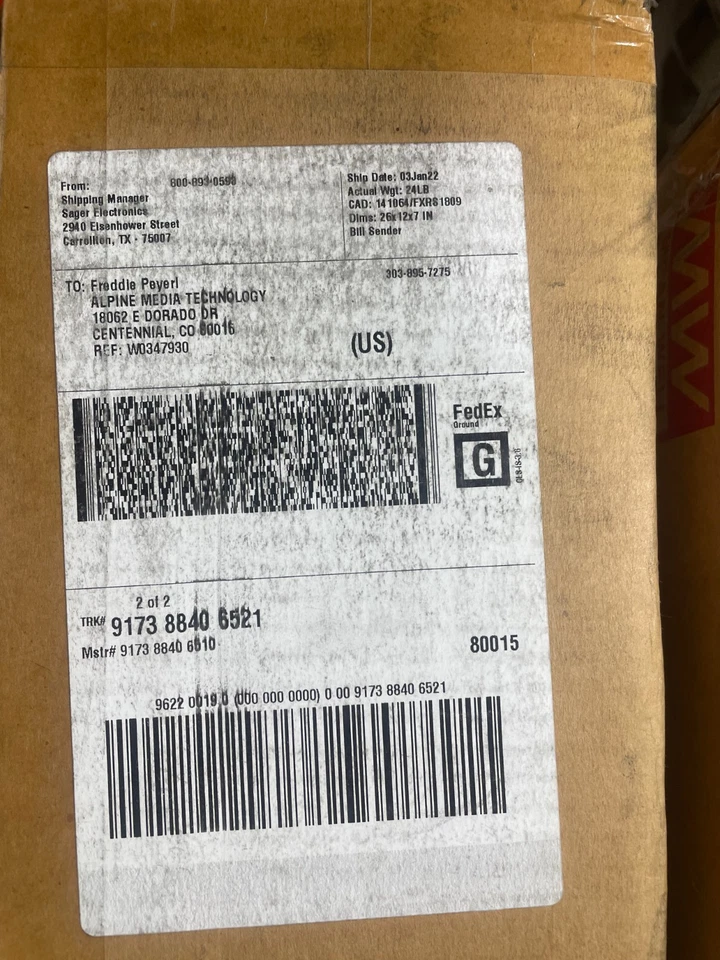 From: 800-893-0593
Shipping Manager
Sager Electronics
2940 Eisenhower Street
Carrollton, TX - 75007
Ship Date: 03Jan22
Actual Wgt: 24LB
CAD: 141064/FXRS1809
Dims: 26x12x7 IN
Bill Sender
TO: Freddie Peyerl
303-895-7275
ALPINE MEDIA TECHNOLOGY
18062 E DORADO DR
CENTENNIAL, CO 80015
REF: W0347930
(US)
FedEx
Ground
G
2 of 2
TRK# 9173 8840 6521
Mstr# 9173 8840 6510
80015
9622 0019 0 (000 000 0000) 0 00 9173 8840 6521